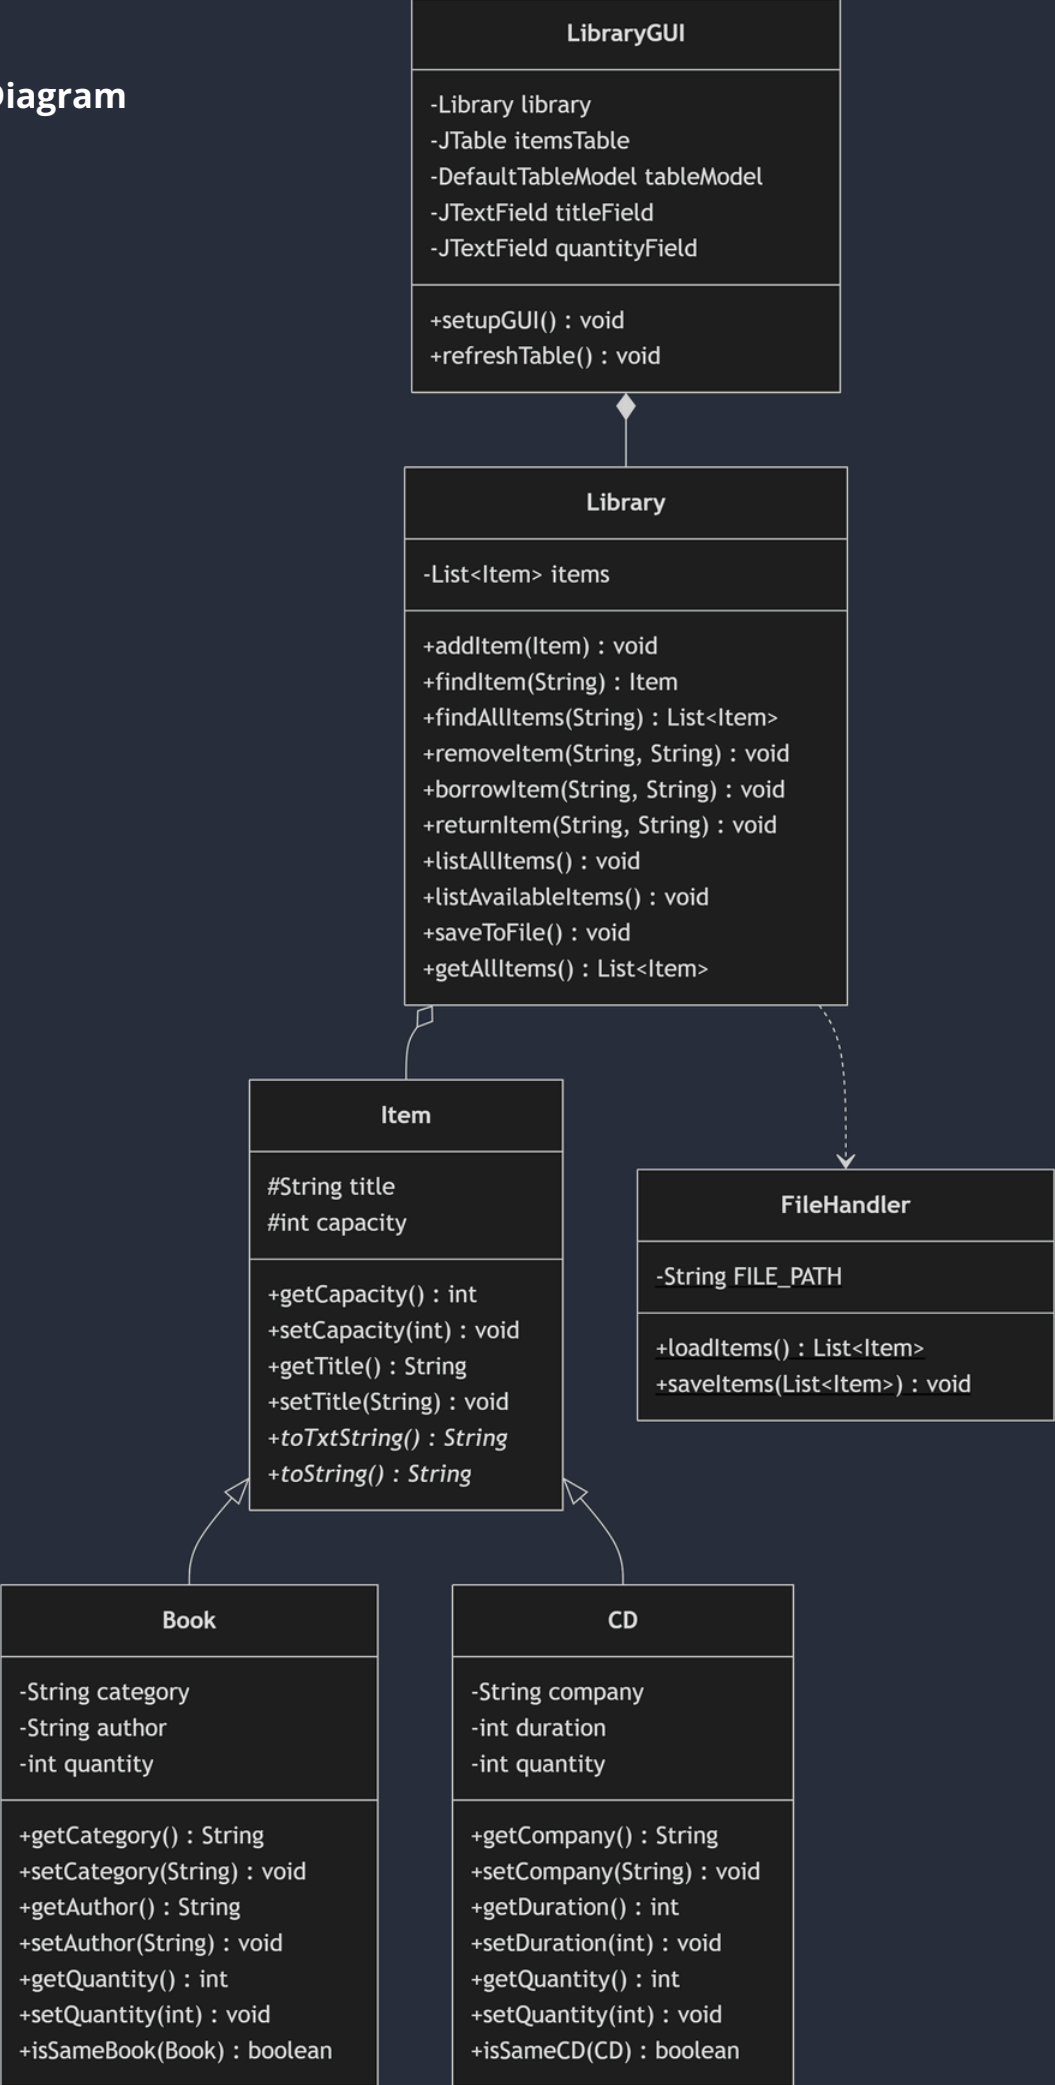 LibraryGUI
Diagram
-Library library
-JTable itemsTable
-DefaultTableModel tableModel
-JTextField titleField
-JTextField quantityField
+setupGUI() : void
+refreshTable() : void
Library
-List<Item> items
+addItem(Item) : void
+findItem(String) : Item
+findAllItems(String) : List<Item>
+removeItem(String, String) : void
+borrowItem(String, String) : void
+returnItem(String, String) : void
+listAllItems() : void
+listAvailableItems() : void
+saveToFile() : void
+getAllItems() : List<Item>
Item
#String title
#int capacity
+getCapacity() : int
+setCapacity(int) : void
+getTitle() : String
+setTitle(String) : void
+toTxtString() : String
+toString() : String
FileHandler
-String FILE_PATH
+loadItems() : List<Item>
+saveItems(List<Item>) : void
Book
-String category
-String author
-int quantity
+getCategory() : String
+setCategory(String) : void
+getAuthor() : String
+setAuthor(String) : void
+getQuantity() : int
+setQuantity(int) : void
+isSameBook(Book) : boolean
CD
-String company
-int duration
-int quantity
+getCompany() : String
+setCompany(String) : void
+getDuration() : int
+setDuration(int) : void
+getQuantity() : int
+setQuantity(int) : void
+isSameCD(CD) : boolean